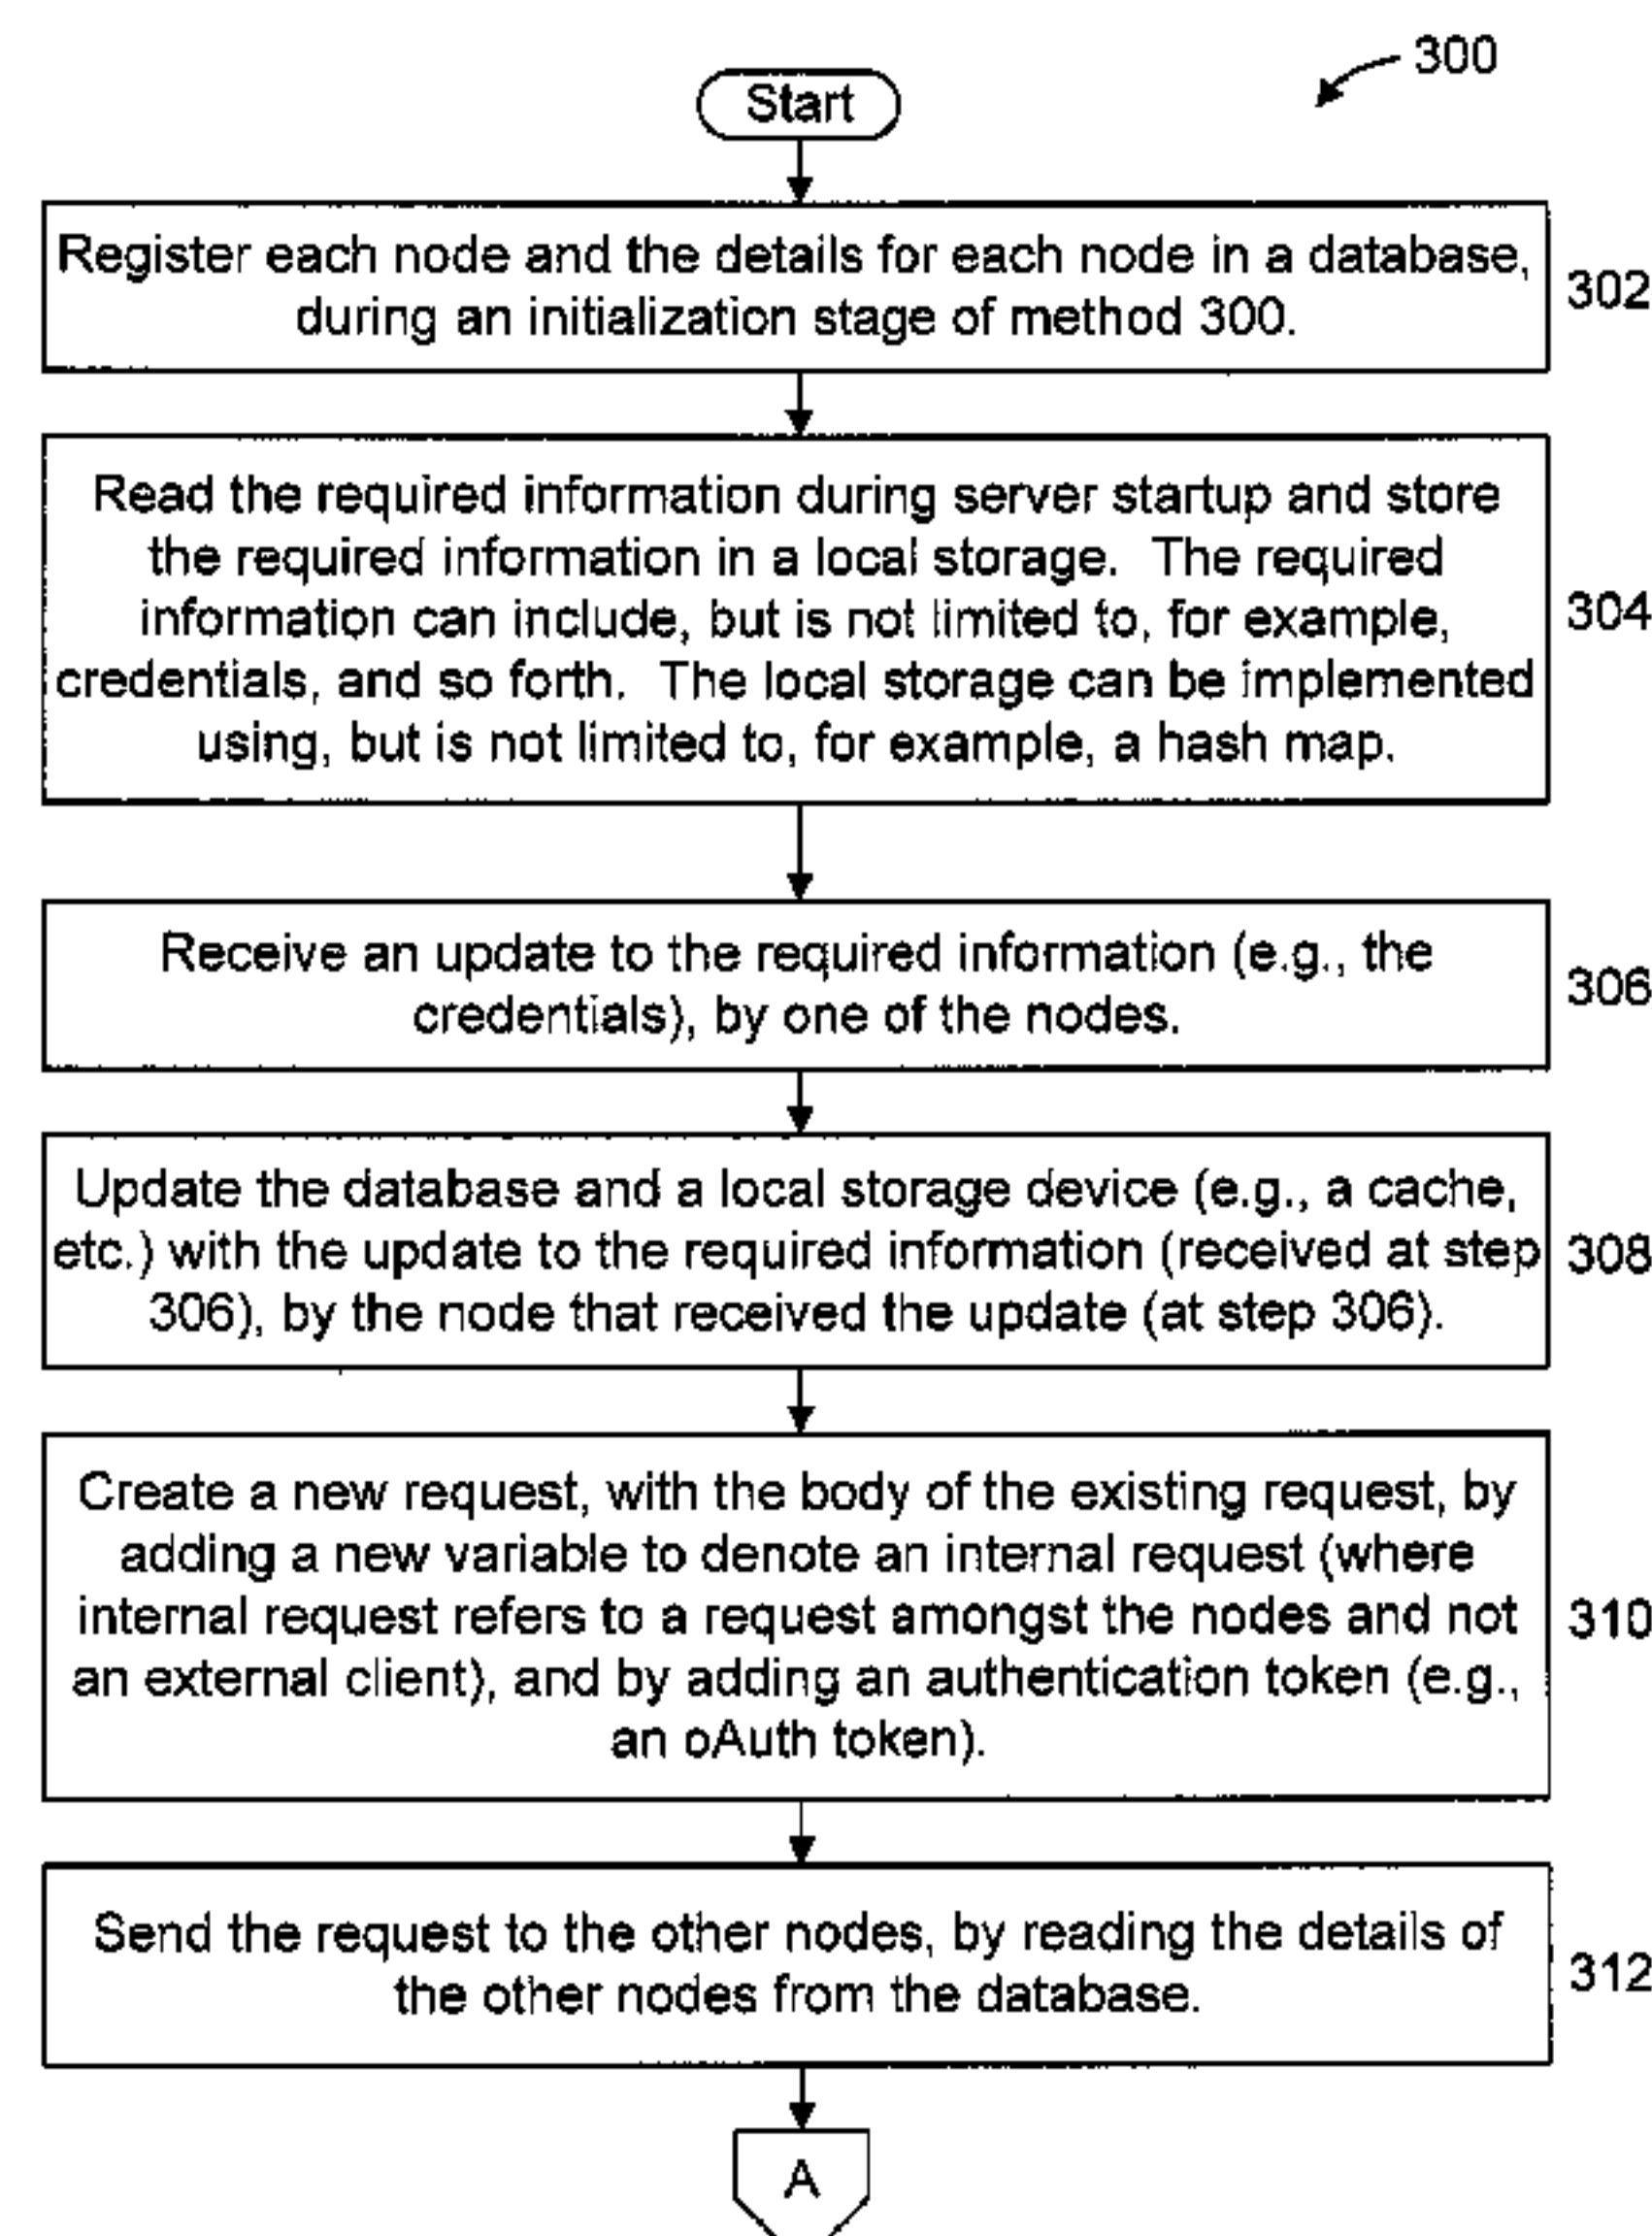 300
Start
Register each node and the details for each node in a database,
during an initialization stage of method 300.
302
Read the required information during server startup and store
the required information in a local storage. The required
information can include, but is not limited to, for example,
credentials, and so forth. The local storage can be implemented
using, but is not limited to, for example, a hash map.
304
Receive an update to the required information (e.g., the
credentials), by one of the nodes.
306
Update the database and a local storage device (e.g., a cache,
etc.) with the update to the required information (received at step
306), by the node that received the update (at step 306).
308
Create a new request, with the body of the existing request, by
adding a new variable to denote an internal request (where
internal request refers to a request amongst the nodes and not
an external client), and by adding an authentication token (e.g.,
an oAuth token).
310
Send the request to the other nodes, by reading the details of
the other nodes from the database.
312
A